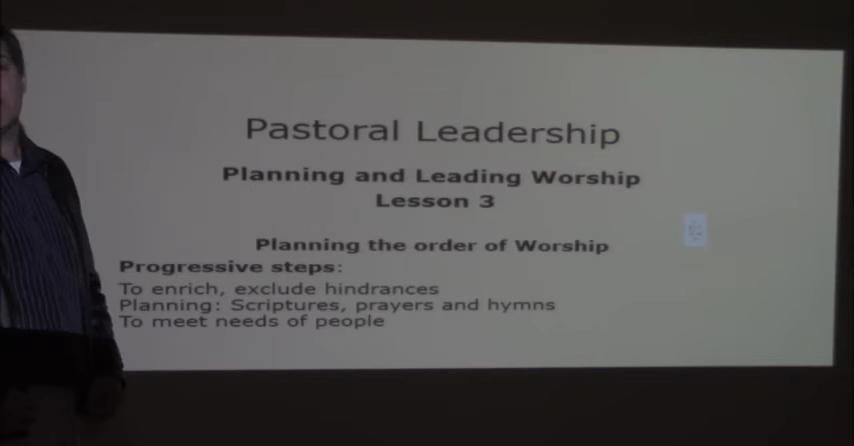 Pastoral Leadership
Planning and Leading Worship
Lesson 3
Planning the order of Worship
Progressive steps:
To enrich, exclude hindrances
Planning: Scriptures, prayers and hymns
To meet needs of people